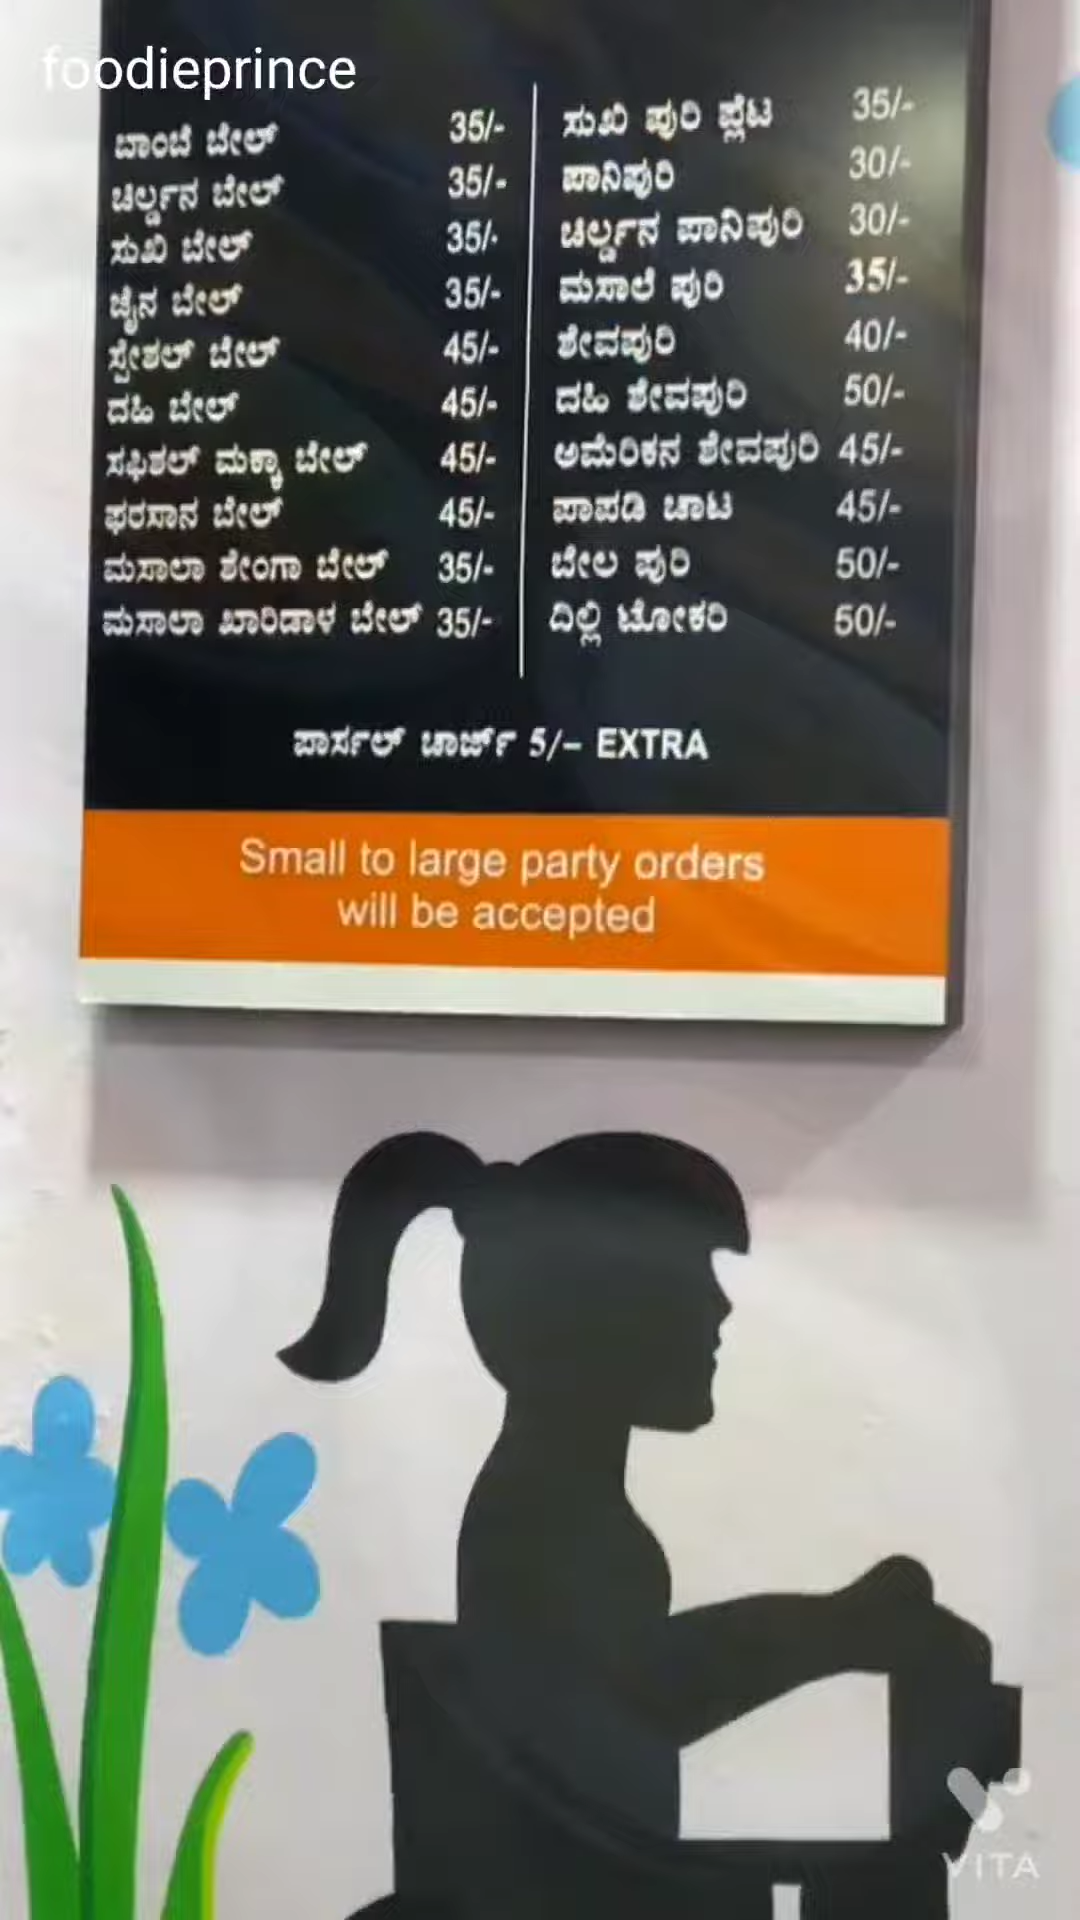 foodieprince
ಬಾಂಬೆ ಬೇಲ್ 35/-
ಚಿರ್ಲ್ಡನ ಬೇಲ್ 35/-
ಸುಖಿ ಬೇಲ್ 35/-
ಜೈನ ಬೇಲ್ 35/-
ಸ್ಪೇಶಲ್ ಬೇಲ್ 45/-
ದಹಿ ಬೇಲ್ 45/-
ಸಫಿಶಲ್ ಮಕ್ಕಾ ಬೇಲ್ 45/-
ಫರಸಾನ ಬೇಲ್ 45/-
ಮಸಾಲಾ ಶೇಂಗಾ ಬೇಲ್ 35/-
ಮಸಾಲಾ ಖಾರಿಡಾಳ ಬೇಲ್ 35/-
ಸುಖಿ ಪುರಿ ಪ್ಲೆಟ 35/-
ಪಾನಿಪುರಿ 30/-
ಚಿರ್ಲ್ಡನ ಪಾನಿಪುರಿ 30/-
ಮಸಾಲೆ ಪುರಿ 35/-
ಶೇವಪುರಿ 40/-
ದಹಿ ಶೇವಪುರಿ 50/-
ಅಮೆರಿಕನ ಶೇವಪುರಿ 45/-
ಪಾಪಡಿ ಚಾಟ 45/-
ಬೇಲ ಪುರಿ 50/-
ದಿಲ್ಲಿ ಟೋಕರಿ 50/-
ಪಾರ್ಸಲ್ ಚಾರ್ಜ್ 5/- EXTRA
Small to large party orders
will be accepted
VITA